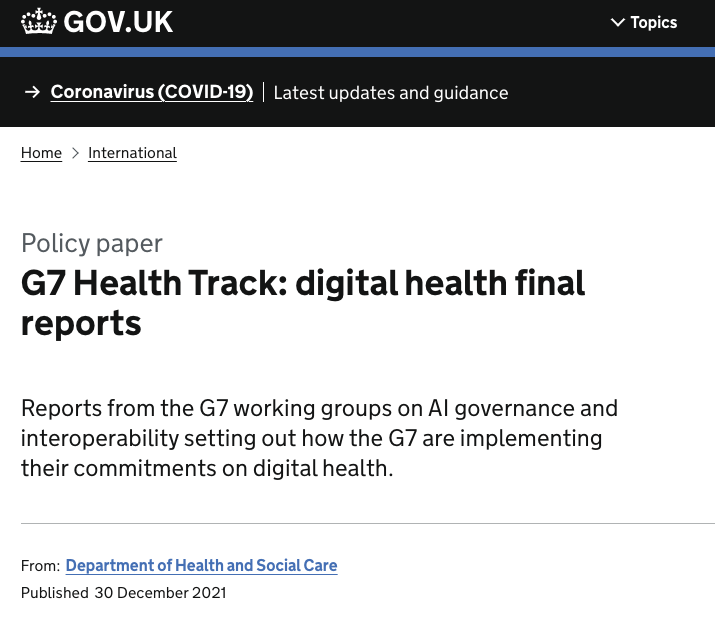 GOV.UK
Topics
→ Coronavirus (COVID-19) | Latest updates and guidance
Home > International
Policy paper
G7 Health Track: digital health final
reports
Reports from the G7 working groups on AI governance and
interoperability setting out how the G7 are implementing
their commitments on digital health.
From: Department of Health and Social Care
Published 30 December 2021